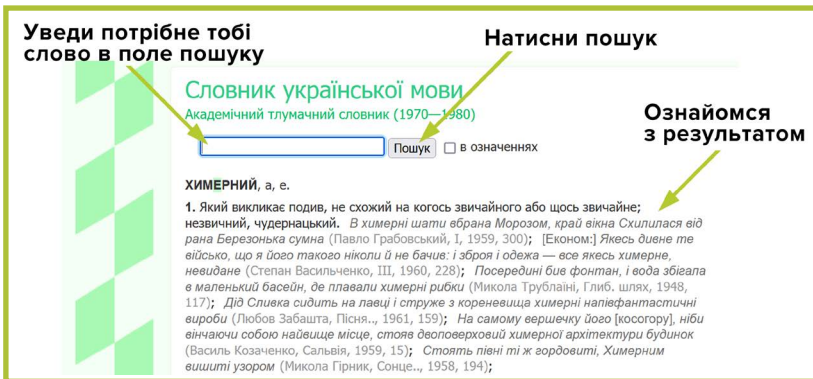 Уведи потрібне тобі
слово в поле пошуку
Натисни пошук
Словник української мови
Академічний тлумачний словник (1970—1980)
Ознайомся
з результатом
Пошук
в означеннях
ХИМЕРНИЙ, а, е.
1. Який викликає подив, не схожий на когось звичайного або щось звичайне;
незвичний, чудернацький. В химерні шати вбрана Морозом, край вікна Схилилася від
рана Березонька сумна (Павло Грабовський, I, 1959, 300); [Економ:] Якесь дивне те
військо, що я його такого ніколи й не бачив: і зброя і одежа — все якесь химерне,
невидане (Степан Васильченко, III, 1960, 228); Посередині бив фонтан, і вода збігала
в маленький басейн, де плавали химерні рибки (Микола Трублаїні, Глиб. шлях, 1948,
117); Дід Сливка сидить на лавці і струже з кореневища химерні напівфантастичні
вироби (Любов Забашта, Пісня.., 1961, 159); На самому вершечку його [косогору], ніби
вінчаючи собою найвище місце, стояв двоповерховий химерної архітектури будинок
(Василь Козаченко, Сальвія, 1959, 15); Стоять півні ті ж гордовиті, Химерним
вишиті узором (Микола Гірник, Сонце.., 1958, 194);